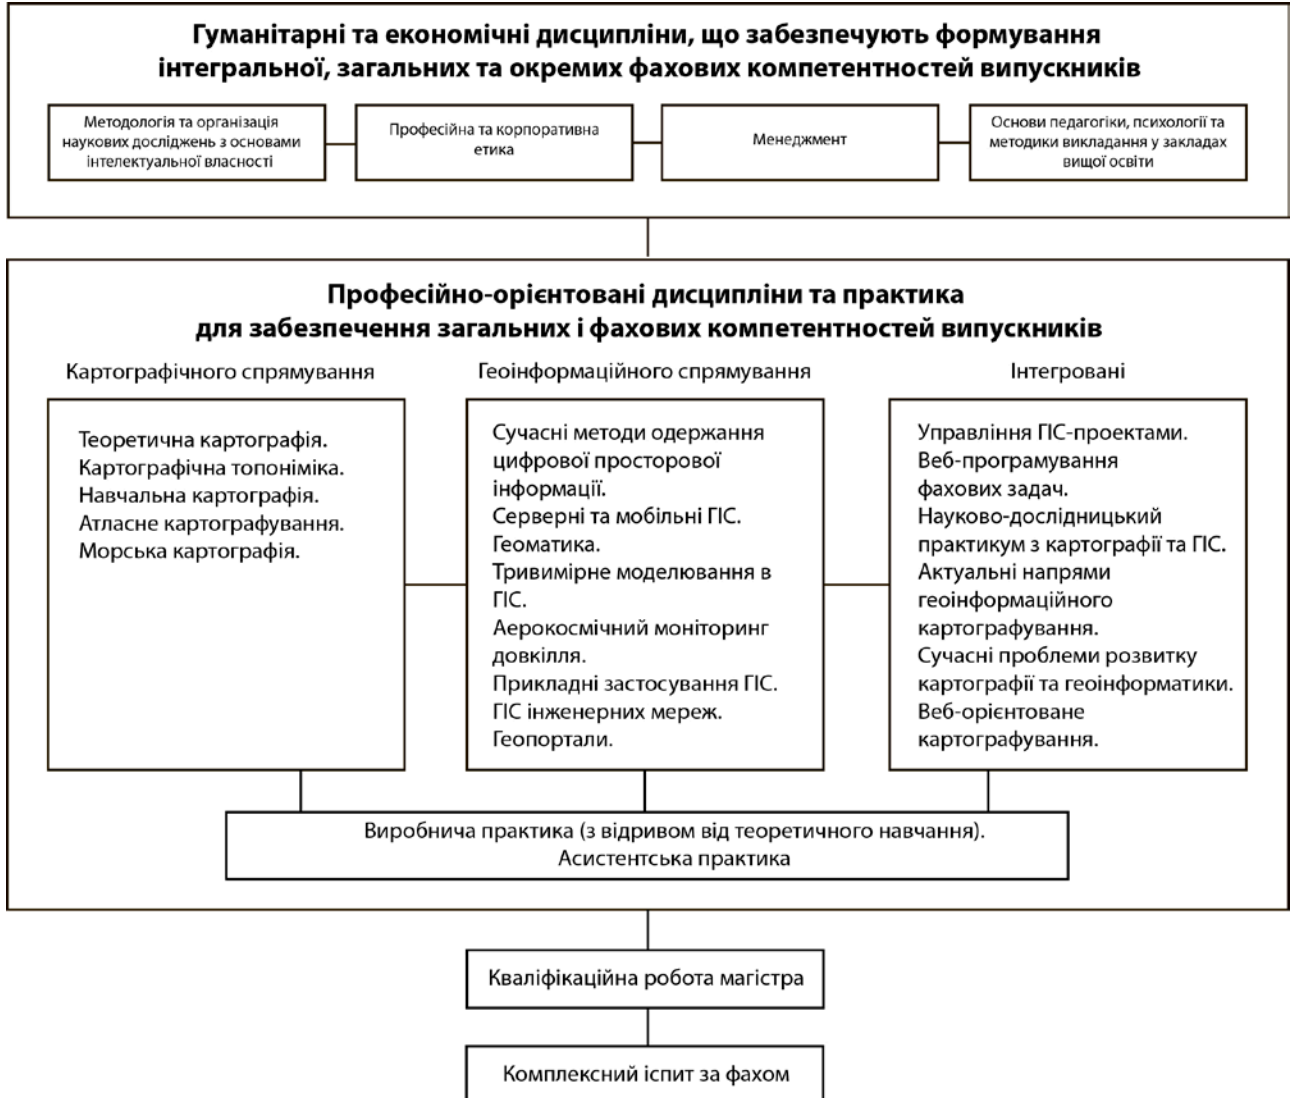 Гуманітарні та економічні дисципліни, що забезпечують формування
інтегральної, загальних та окремих фахових компетентностей випускників
Методологія та організація
наукових досліджень з основами
інтелектуальної власності
Професійна та корпоративна
етика
Менеджмент
Основи педагогіки, психології та
методики викладання у закладах
вищої освіти
Професійно-орієнтовані дисципліни та практика
для забезпечення загальних і фахових компетентностей випускників
Картографічного спрямування
Теоретична картографія.
Картографічна топоніміка.
Навчальна картографія.
Атласне картографування.
Морська картографія.
Геоінформаційного спрямування
Сучасні методи одержання
цифрової просторової
інформації.
Серверні та мобільні ГІС.
Геоматика.
Тривимірне моделювання в
ГІС.
Аерокосмічний моніторинг
довкілля.
Прикладні застосування ГІС.
ГІС інженерних мереж.
Геопортали.
Інтегровані
Управління ГІС-проектами.
Веб-програмування
фахових задач.
Науково-дослідницький
практикум з картографії та ГІС.
Актуальні напрями
геоінформаційного
картографування.
Сучасні проблеми розвитку
картографії та геоінформатики.
Веб-орієнтоване
картографування.
Виробнича практика (з відривом від теоретичного навчання).
Асистентська практика
Кваліфікаційна робота магістра
Комплексний іспит за фахом